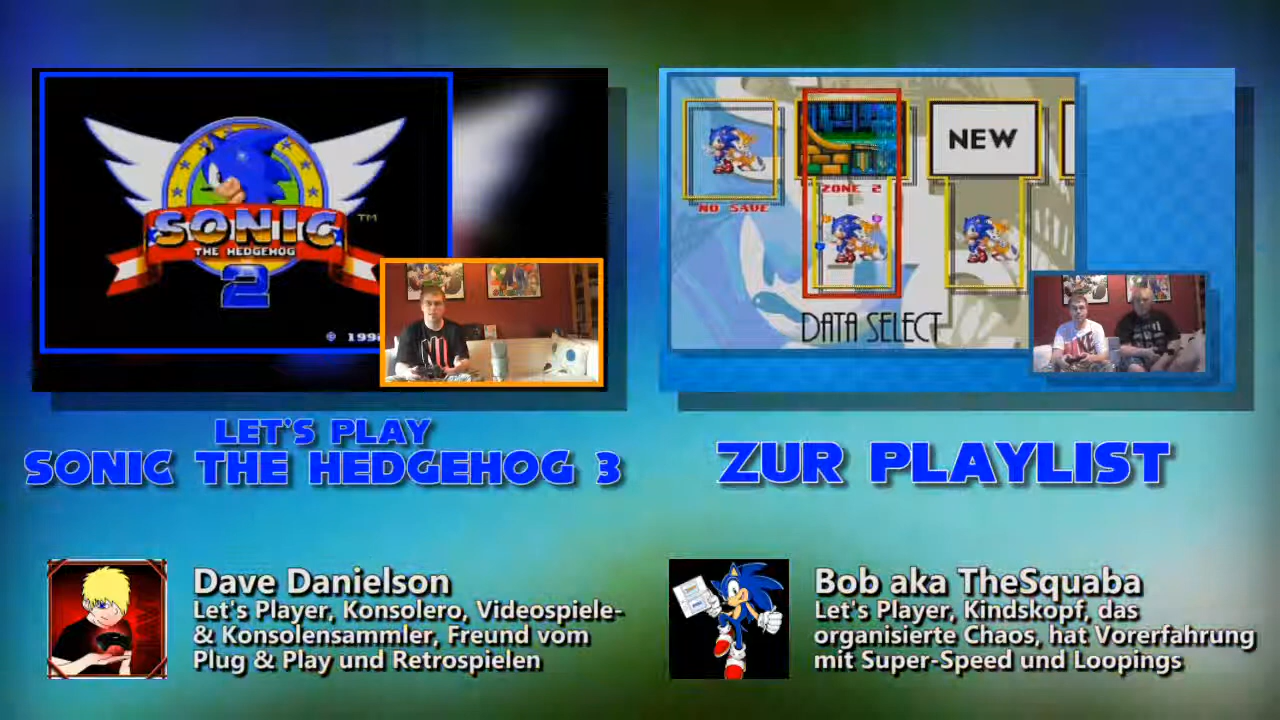 SONIC
TM
THE HEDGEHOG
2
NO SAVE
ZONE 2
NEW
DATA SELECT
LET'S PLAY
SONIC THE HEDGEHOG 3
ZUR PLAYLIST
Dave Danielson
Let's Player, Konsolero, Videospiele-
& Konsolensammler, Freund vom
Plug & Play und Retrospielen
Bob aka TheSquaba
Let's Player, Kindskopf, das
organisierte Chaos, hat Vorerfahrung
mit Super-Speed und Loopings